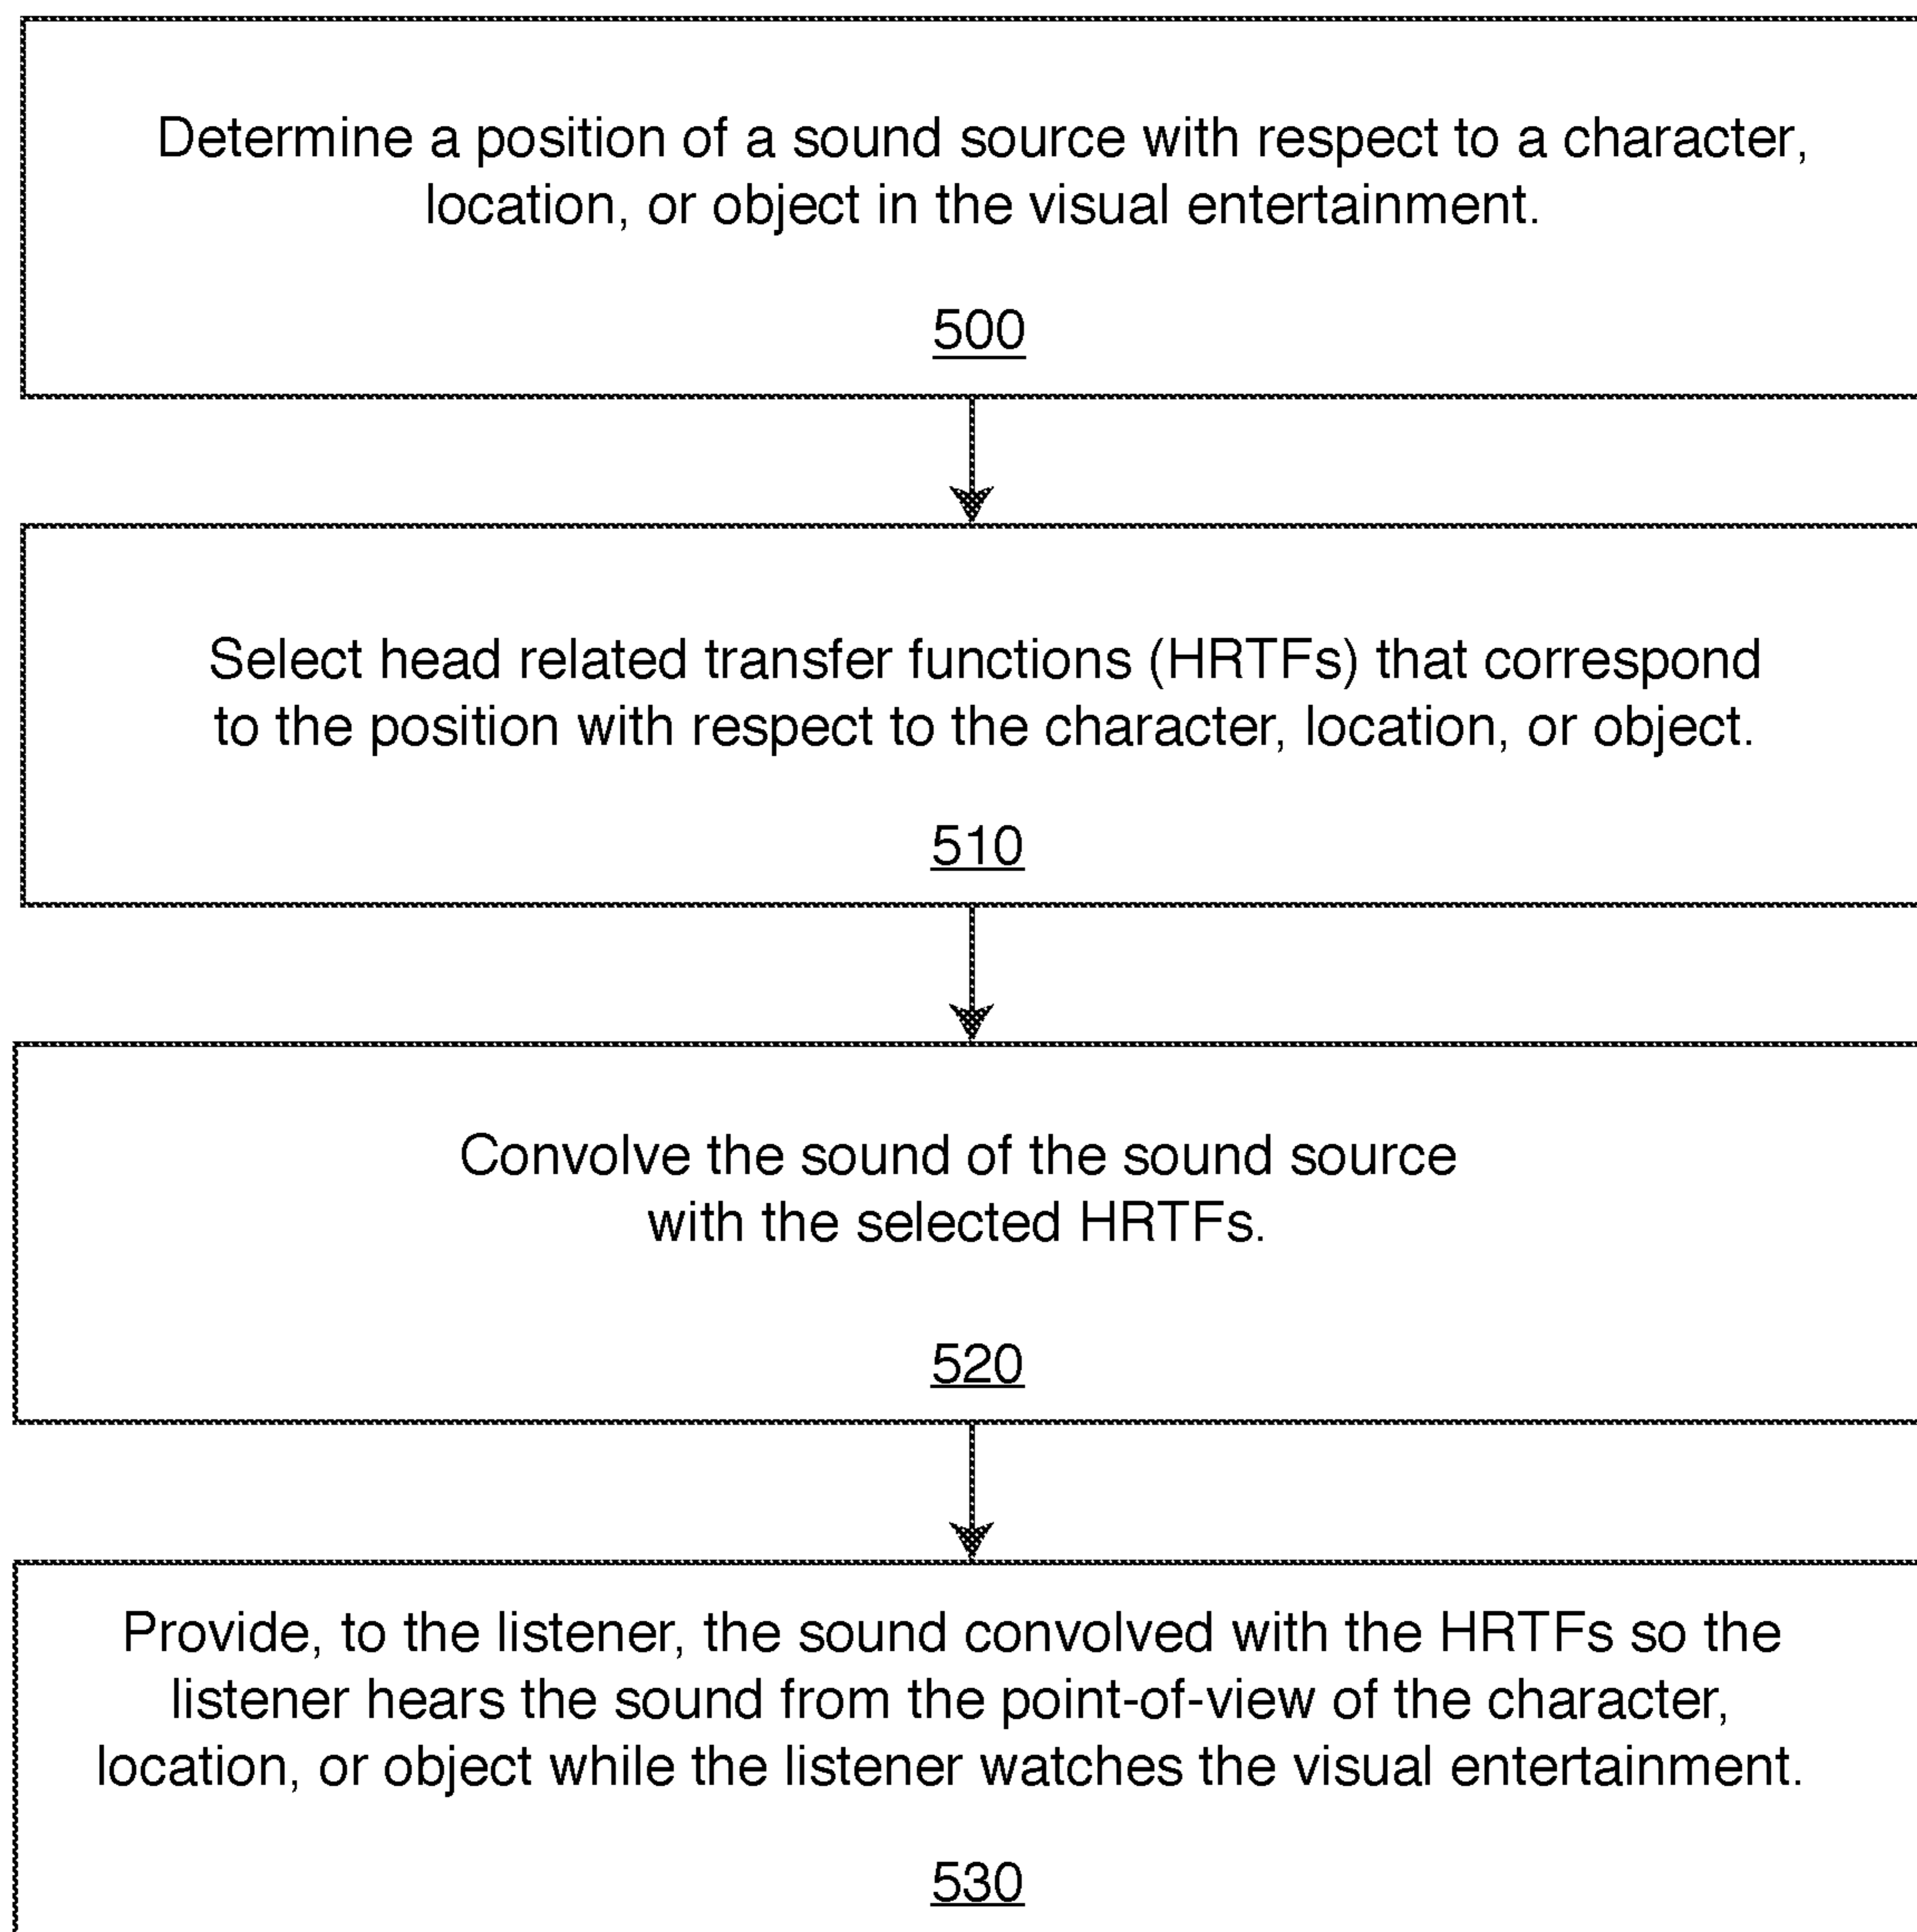 Determine a position of a sound source with respect to a character,
location, or object in the visual entertainment.
500
Select head related transfer functions (HRTFs) that correspond
to the position with respect to the character, location, or object.
510
Convolve the sound of the sound source
with the selected HRTFs.
520
Provide, to the listener, the sound convolved with the HRTFs so the
listener hears the sound from the point-of-view of the character,
location, or object while the listener watches the visual entertainment.
530